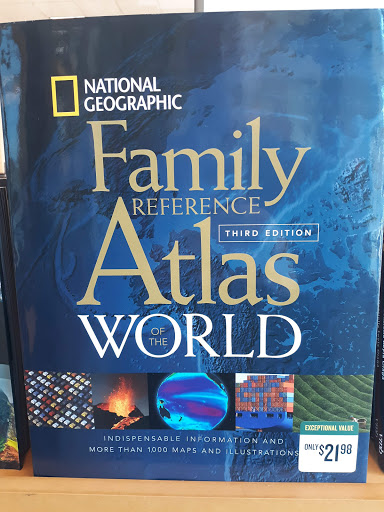 NATIONAL
GEOGRAPHIC
Family
REFERENCE
THIRD EDITION
Atlas
OF THE
WORLD
INDISPENSABLE INFORMATION AND
MORE THAN 1000 MAPS AND ILLUSTRATIONS
EXCEPTIONAL VALUE
ONLY $21.98